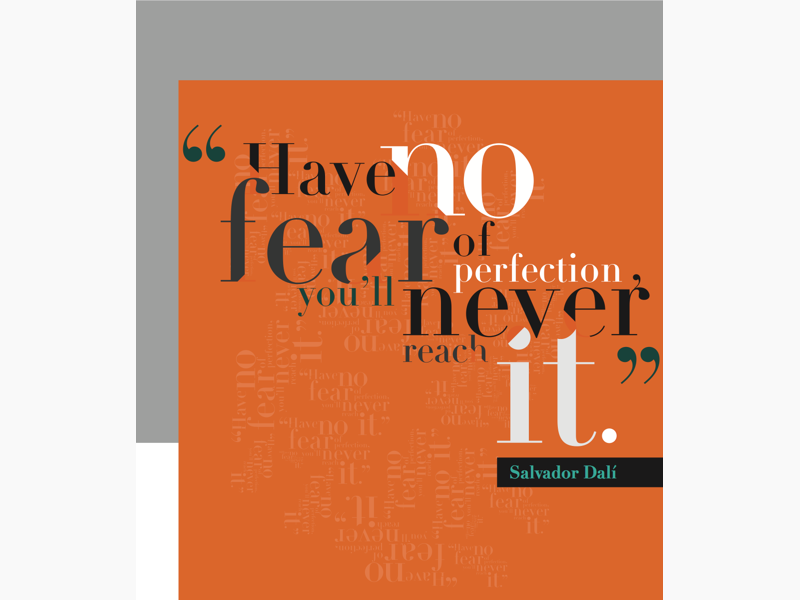 “Have no
fear of
perfection,
you’ll never
reach
it.”
Salvador Dalí